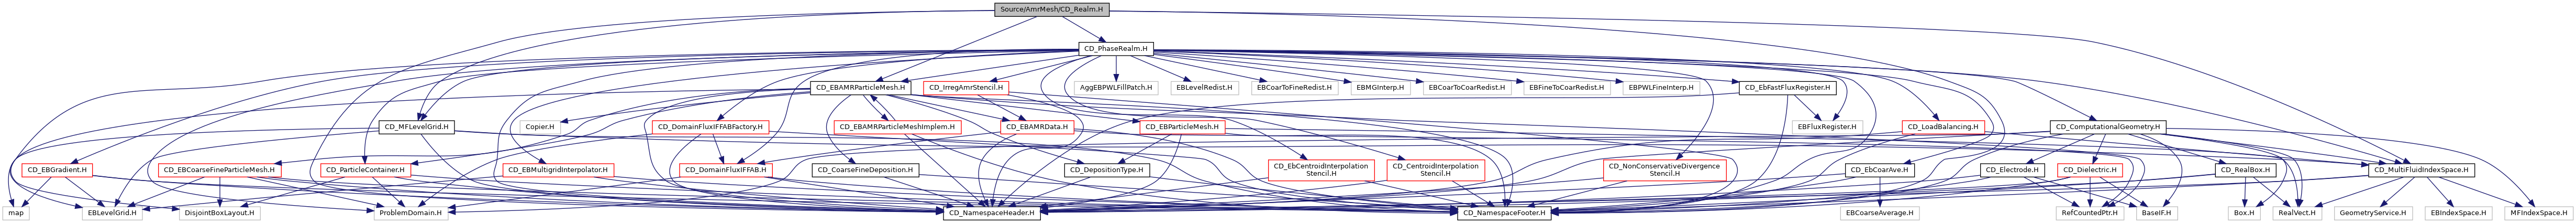 Source/AmrMesh/CD_Realm.H
CD_PhaseRealm.H
CD_EBAMRParticleMesh.H
CD_IrregAmrStencil.H
AggEBPWLFillPatch.H
EBLevelRedist.H
EBCoarToFineRedist.H
EBMGInterp.H
EBCoarToCoarRedist.H
EBFineToCoarRedist.H
EBPWLFineInterp.H
CD_EbFastFluxRegister.H
CD_MFLevelGrid.H
Copier.H
CD_DomainFluxIFFABFactory.H
CD_EBAMRParticleMeshImplem.H
CD_EBAMRData.H
CD_EBParticleMesh.H
EBFluxRegister.H
CD_LoadBalancing.H
CD_ComputationalGeometry.H
CD_EBGradient.H
CD_EBCoarseFineParticleMesh.H
CD_ParticleContainer.H
CD_EBMultigridInterpolator.H
CD_DomainFluxIFFAB.H
CD_CoarseFineDeposition.H
CD_DepositionType.H
CD_EbCentroidInterpolation
Stencil.H
CD_CentroidInterpolation
Stencil.H
CD_NonConservativeDivergence
Stencil.H
CD_EbCoarAve.H
CD_Electrode.H
CD_Dielectric.H
CD_RealBox.H
CD_MultiFluidIndexSpace.H
map
EBLevelGrid.H
DisjointBoxLayout.H
ProblemDomain.H
CD_NamespaceHeader.H
CD_NamespaceFooter.H
EBCoarseAverage.H
RefCountedPtr.H
BaseIF.H
Box.H
RealVect.H
GeometryService.H
EBIndexSpace.H
MFIndexSpace.H